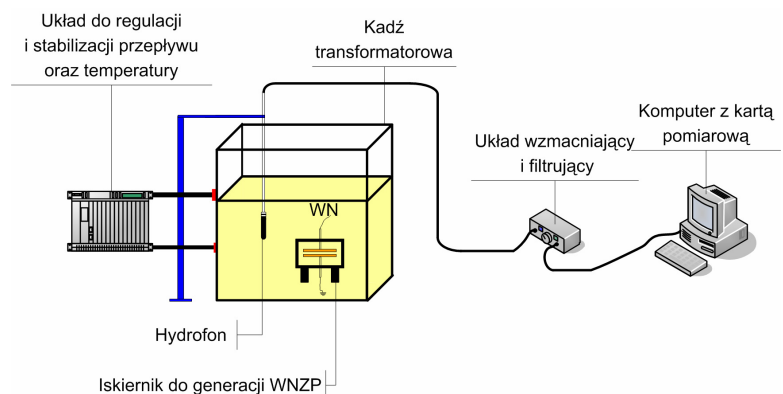 Układ do regulacji
i stabilizacji przepływu
oraz temperatury
Kadź
transformatorowa
Komputer z kartą
pomiarową
Układ wzmacniający
i filtrujący
WN
Hydrofon
Iskiernik do generacji WNZP